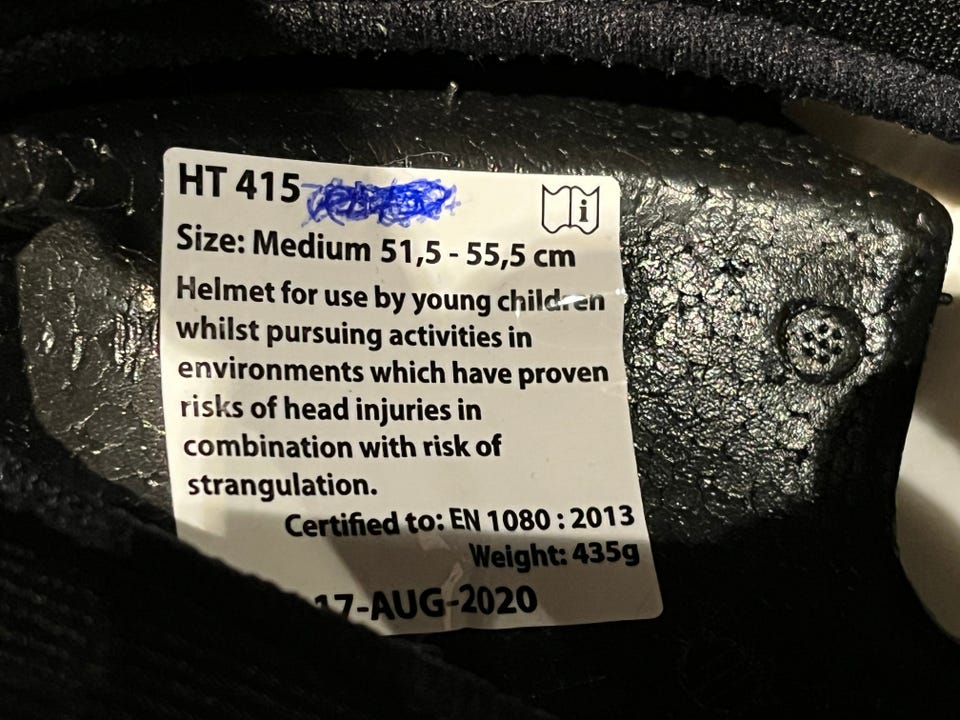 HT 415
Size: Medium 51,5 - 55,5 cm
Helmet for use by young children
whilst pursuing activities in
environments which have proven
risks of head injuries in
combination with risk of
strangulation.
Certified to: EN 1080 : 2013
Weight: 435g
17-AUG-2020